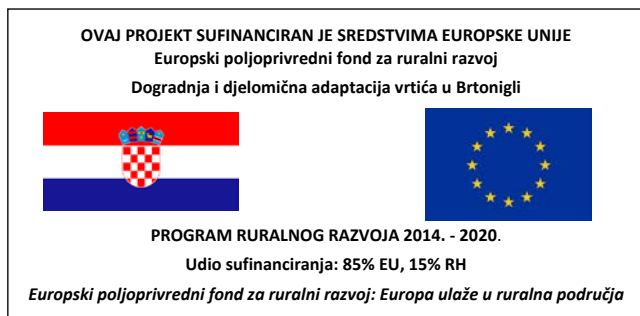 OVAJ PROJEKT SUFINANCIRAN JE SREDSTVIMA EUROPSKE UNIJE
Europski poljoprivredni fond za ruralni razvoj
Dogradnja i djelomična adaptacija vrtića u Brtonigli
PROGRAM RURALNOG RAZVOJA 2014. - 2020.
Udio sufinanciranja: 85% EU, 15% RH
Europski poljoprivredni fond za ruralni razvoj: Europa ulaže u ruralna područja